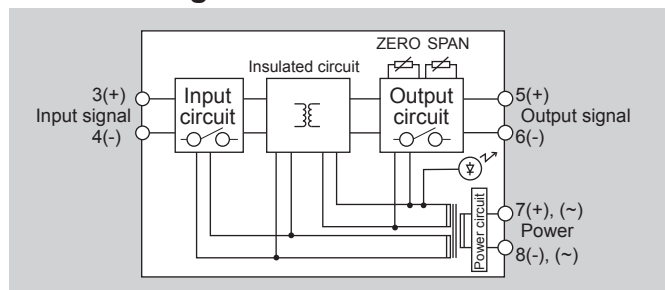 ZERO SPAN
Insulated circuit
3(+)
Input signal
4(-)
Input
circuit
Output
circuit
5(+)
Output signal
6(-)
Power circuit
7(+), (~)
Power
8(-), (~)